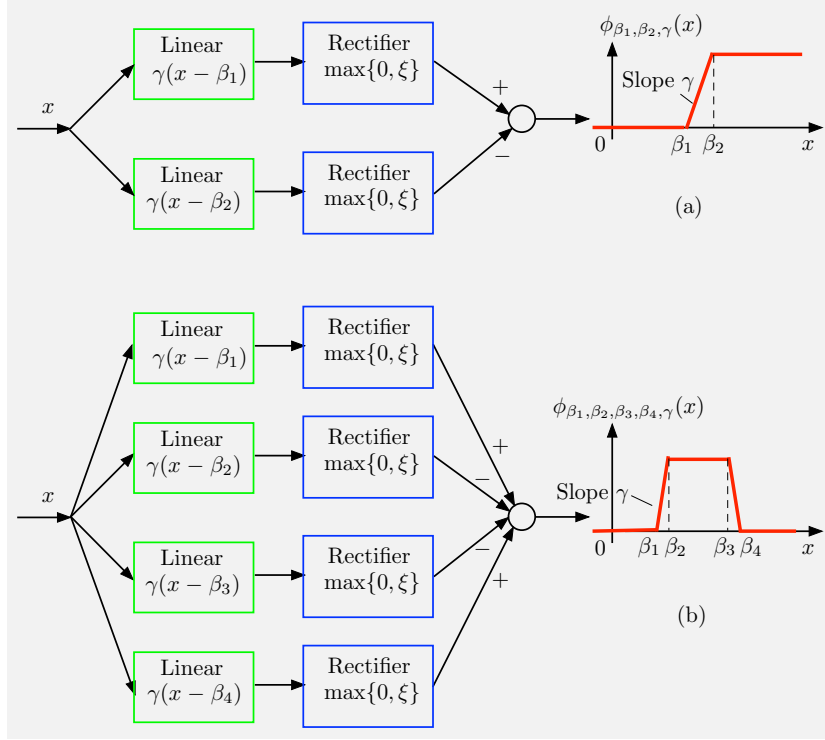 Linear
γ(x − β₁)
Rectifier
max{0, ξ}
x
+
−
Linear
γ(x − β₂)
Rectifier
max{0, ξ}
ϕβ₁,β₂,γ(x)
Slope γ
0
β₁
β₂
x
(a)
Linear
γ(x − β₁)
Rectifier
max{0, ξ}
Linear
γ(x − β₂)
Rectifier
max{0, ξ}
x
+
−
−
+
Linear
γ(x − β₃)
Rectifier
max{0, ξ}
Linear
γ(x − β₄)
Rectifier
max{0, ξ}
ϕβ₁,β₂,β₃,β₄,γ(x)
Slope γ
0
β₁ β₂
β₃ β₄
x
(b)